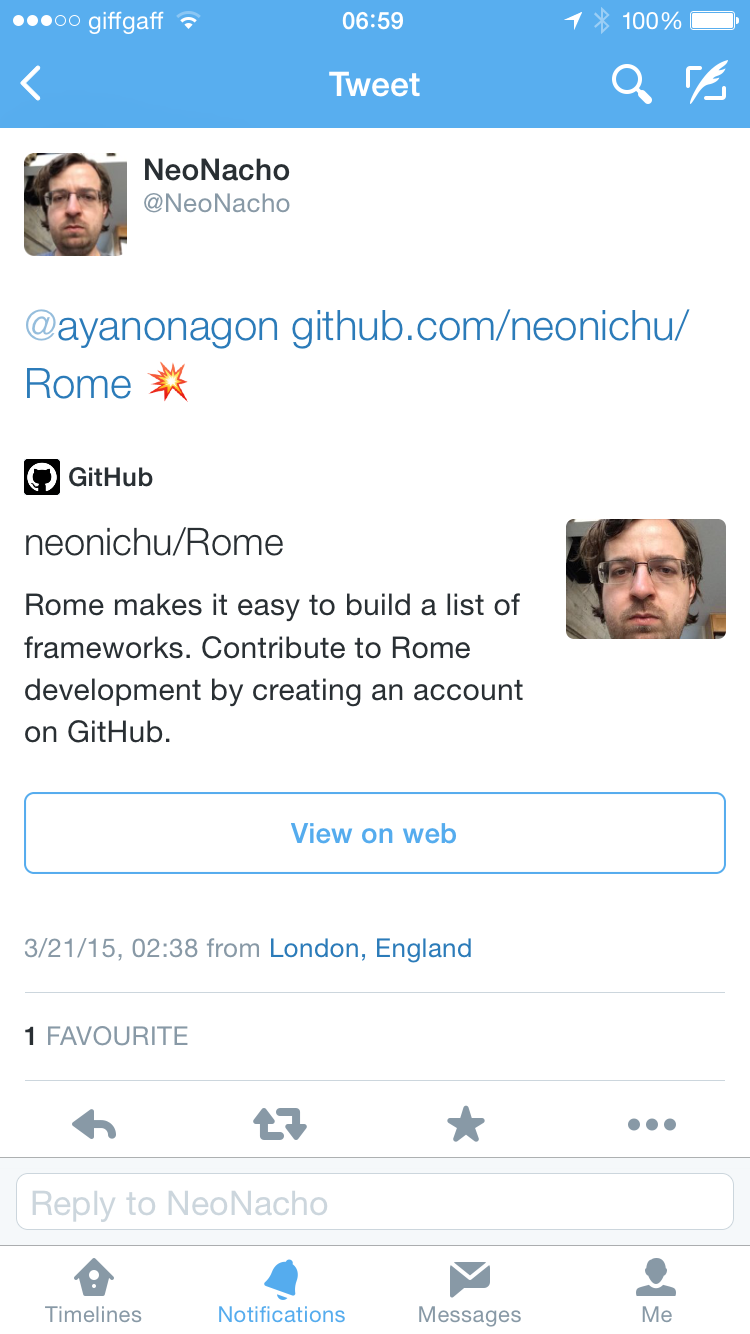 giffgaff 06:59 100%
Tweet
NeoNacho
@NeoNacho
@ayanonagon github.com/neonichu/
Rome 💥
GitHub
neonichu/Rome
Rome makes it easy to build a list of
frameworks. Contribute to Rome
development by creating an account
on GitHub.
View on web
3/21/15, 02:38 from London, England
1 FAVOURITE
Reply to NeoNacho
Timelines Notifications Messages Me